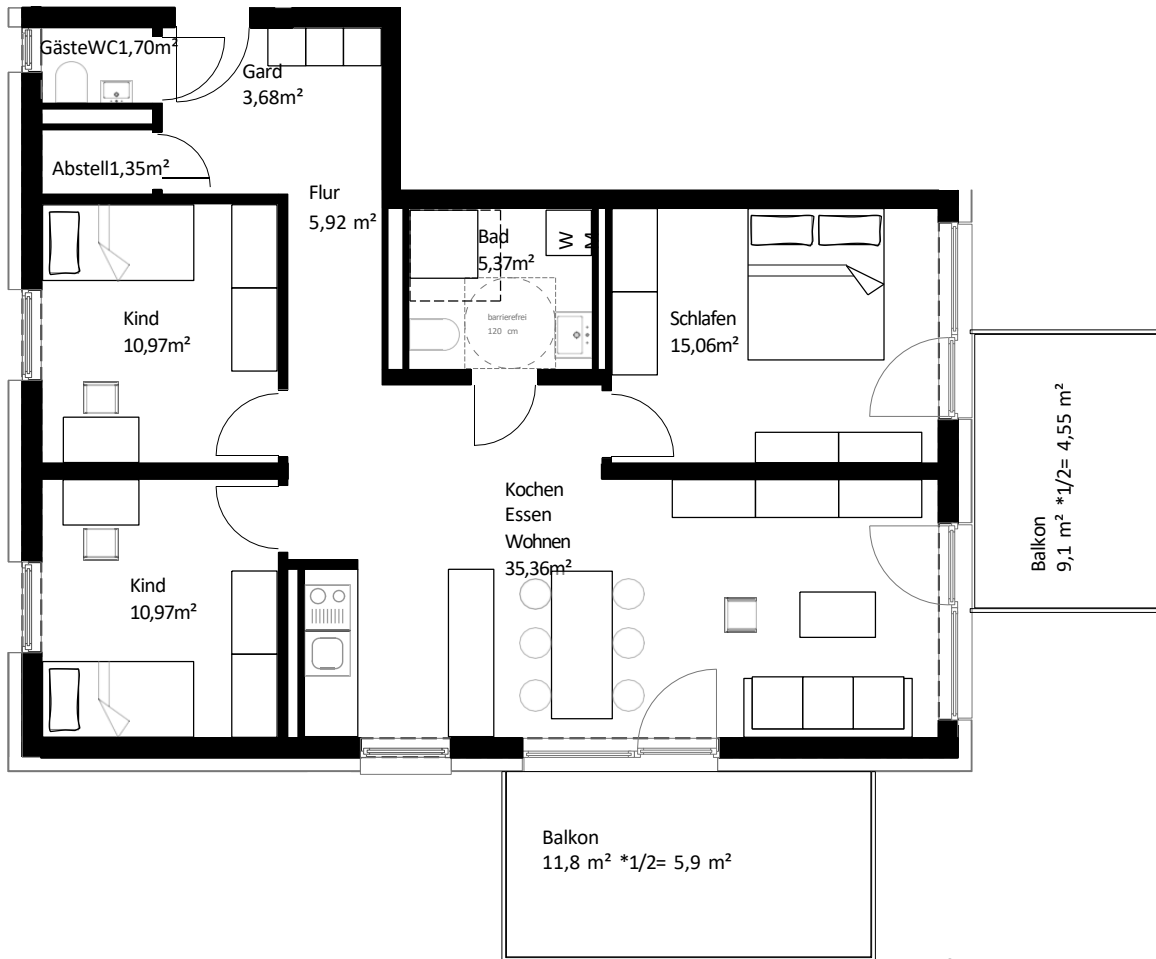 GästeWC1,70m²
Gard
3,68m²
Abstell1,35m²
Flur
5,92 m²
Bad
5,37m²
W
M
barrierefrei
120 cm
Kind
10,97m²
Schlafen
15,06m²
Balkon
9,1 m² *1/2= 4,55 m²
Kochen
Essen
Wohnen
35,36m²
Kind
10,97m²
Balkon
11,8 m² *1/2= 5,9 m²